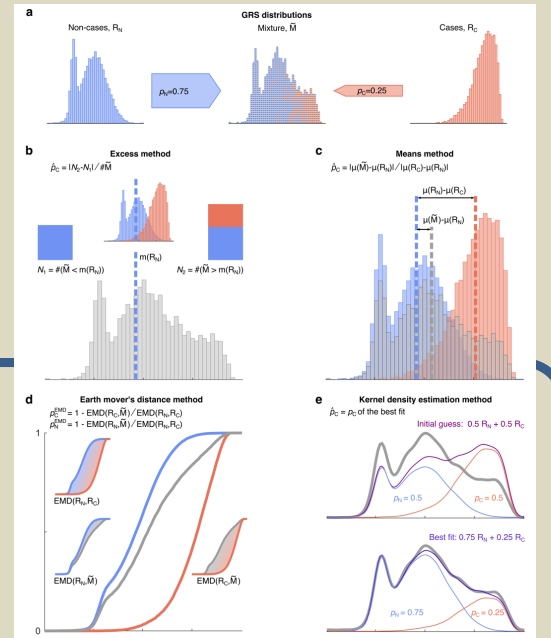 a
GRS distributions
Non-cases, R_N
Mixture, M̃
Cases, R_C
p_N=0.75
p_C=0.25
b
Excess method
p̂_C = |N_2-N_1| / #M̃
m(R_N)
N_1 = #(M̃ < m(R_N))
N_2 = #(M̃ > m(R_N))
c
Means method
p̂_C = |μ(M̃)-μ(R_N)| / |μ(R_C)-μ(R_N)|
μ(R_N)-μ(R_C)
μ(M̃)-μ(R_N)
d
Earth mover's distance method
p_C^EMD = 1 - EMD(R_C,M̃) / EMD(R_N,R_C)
p_N^EMD = 1 - EMD(R_N,M̃) / EMD(R_N,R_C)
1
EMD(R_N,R_C)
EMD(R_N,M̃)
EMD(R_C,M̃)
0
e
Kernel density estimation method
p̂_C = p_C of the best fit
Initial guess: 0.5 R_N + 0.5 R_C
p_N = 0.5
p_C = 0.5
Best fit: 0.75 R_N + 0.25 R_C
p_N = 0.75
p_C = 0.25